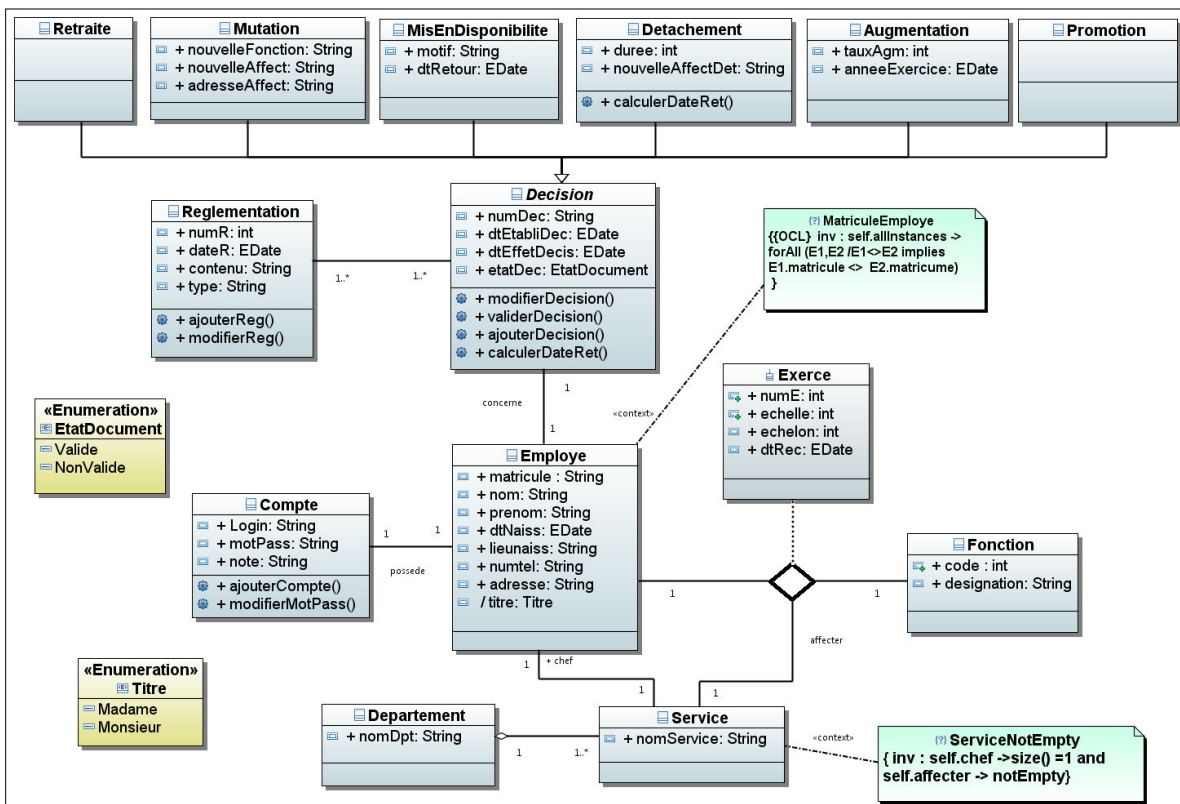 Retraite
Mutation
+ nouvelleFonction: String
+ nouvelleAffect: String
+ adresseAffect: String
MisEnDisponibilite
+ motif: String
+ dtRetour: EDate
Detachement
+ duree: int
+ nouvelleAffectDet: String
+ calculerDateRet()
Augmentation
+ tauxAgm: int
+ anneeExercice: EDate
Promotion
Reglementation
+ numR: int
+ dateR: EDate
+ contenu: String
+ type: String
+ ajouterReg()
+ modifierReg()
1..*
1..*
Decision
+ numDec: String
+ dtEtabliDec: EDate
+ dtEffetDecis: EDate
+ etatDec: EtatDocument
+ modifierDecision()
+ validerDecision()
+ ajouterDecision()
+ calculerDateRet()
MatriculeEmploye
{{OCL} inv : self.allInstances ->
forAll (E1,E2 /E1<>E2 implies
E1.matricule <> E2.matricume)
}
1
concerne
1
«context»
Exerce
+ numE: int
+ echelle: int
+ echelon: int
+ dtRec: EDate
«Enumeration»
EtatDocument
Valide
NonValide
Employe
+ matricule : String
+ nom: String
+ prenom: String
+ dtNaiss: EDate
+ lieunaiss: String
+ numtel: String
+ adresse: String
/ titre: Titre
Compte
+ Login: String
+ motPass: String
+ note: String
+ ajouterCompte()
+ modifierMotPass()
1
1
possede
Fonction
+ code : int
+ designation: String
1
1
affecter
«Enumeration»
Titre
Madame
Monsieur
1
+ chef
1
1
Departement
+ nomDpt: String
1
1..*
Service
+ nomService: String
«context»
ServiceNotEmpty
{ inv : self.chef ->size() =1 and
self.affecter -> notEmpty}